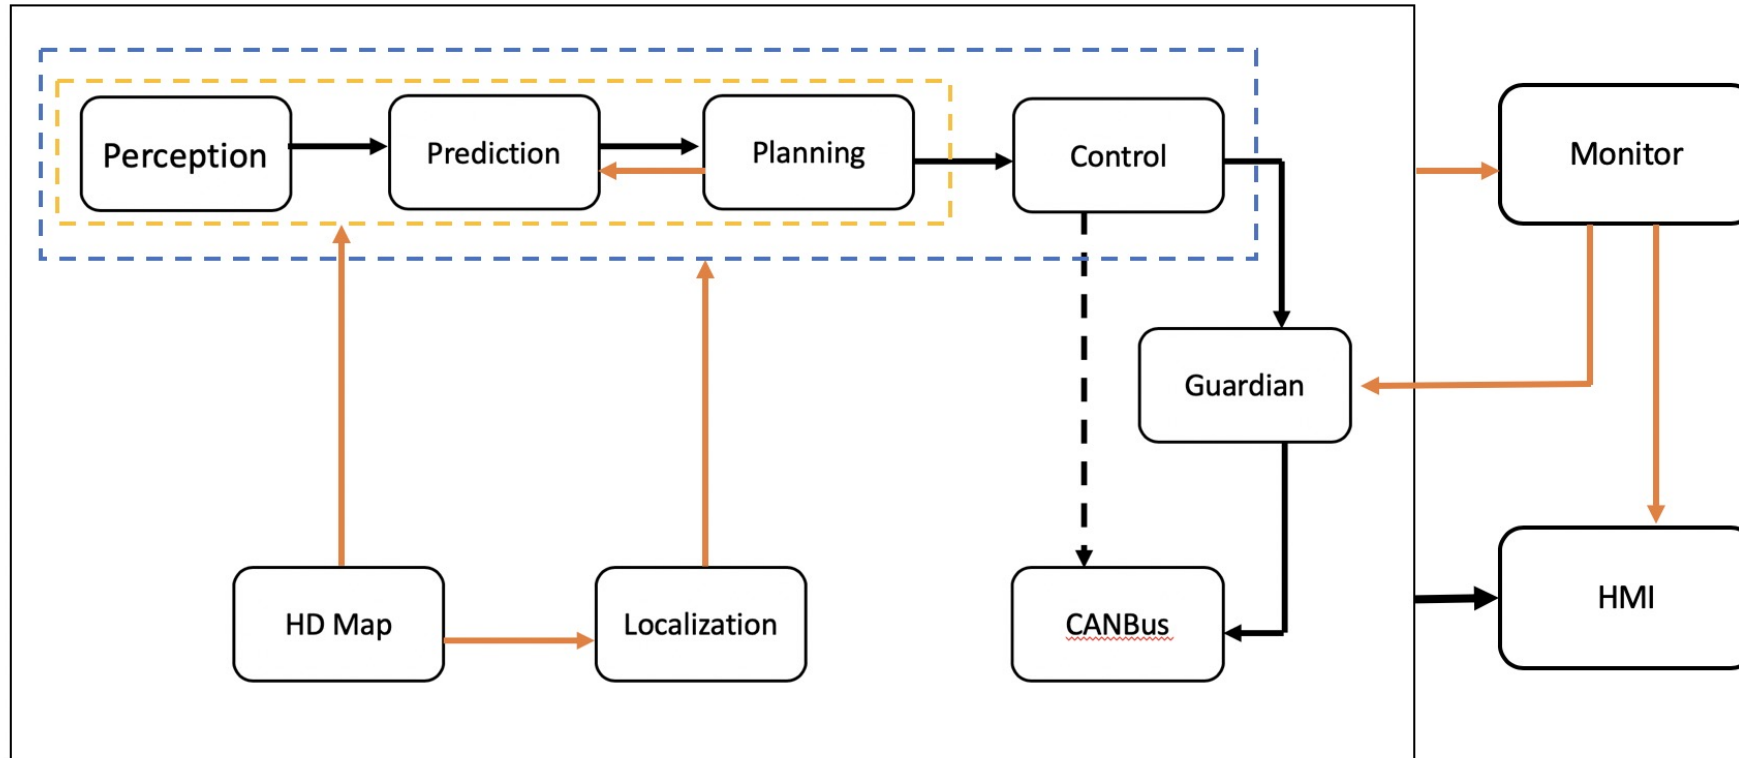 Perception
Prediction
Planning
Control
Monitor
Guardian
HD Map
Localization
CANBus
HMI